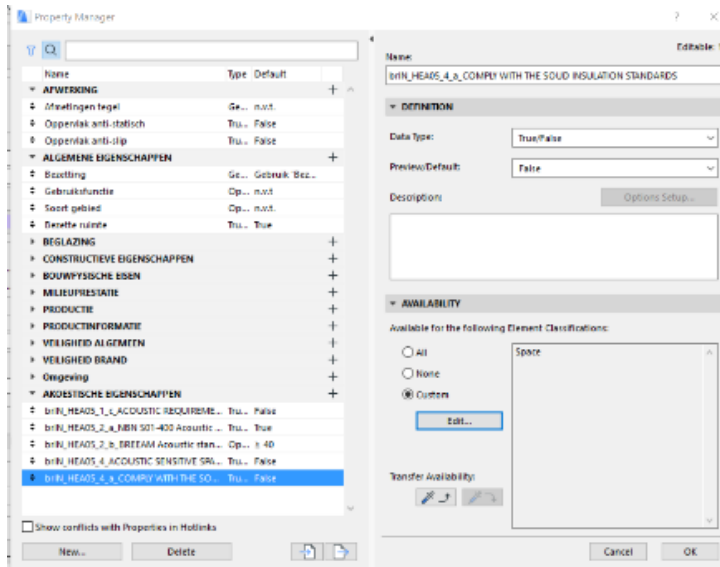 Property Manager
Name Type Default
AFWERKING
Afmetingen tegel Ge... n.v.t.
Oppervlak anti-statisch Tru... False
Oppervlak anti-slip Tru... False
ALGEMENE EIGENSCHAPPEN
Bezetting Ge... Gebruik 'Bez...
Gebruiksfunctie Op... n.v.t
Soort gebied Op... n.v.t.
Bezette ruimte Tru... True
BEGLAZING
CONSTRUCTIEVE EIGENSCHAPPEN
BOUWFYSISCHE EISEN
MILIEUPRESTATIE
PRODUCTIE
PRODUCTINFORMATIE
VEILIGHEID ALGEMEEN
VEILIGHEID BRAND
Omgeving
AKOESTISCHE EIGENSCHAPPEN
brIN_HEA05_1_c_ACOUSTIC REQUIREME... Tru... False
brIN_HEA05_2_a_NBN S01-400 Acoustic ... Tru... True
brIN_HEA05_2_b_BREEAM Acoustic stan... Op... 40
brIN_HEA05_4_ACOUSTIC SENSITIVE SPA... Tru... False
brIN_HEA05_4_a_COMPLY WITH THE SO... Tru... False
Show conflicts with Properties in Hotlinks
New... Delete
Editable:
Name:
brIN_HEA05_4_a_COMPLY WITH THE SOUD INSULATION STANDARDS
DEFINITION
Data Type: True/False
Preview/Default: False
Description: Options Setup...
AVAILABILITY
Available for the following Element Classifications:
All
None
Custom
Edit...
Space
Transfer Availability:
Cancel OK